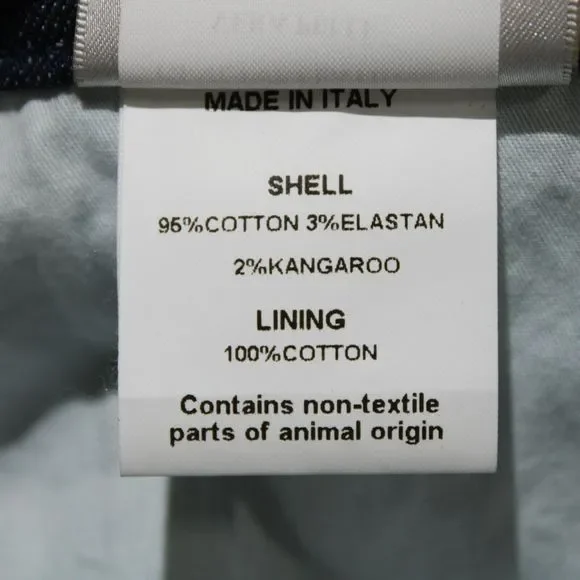 MADE IN ITALY
SHELL
95%COTTON 3%ELASTAN
2%KANGAROO
LINING
100%COTTON
Contains non-textile
parts of animal origin